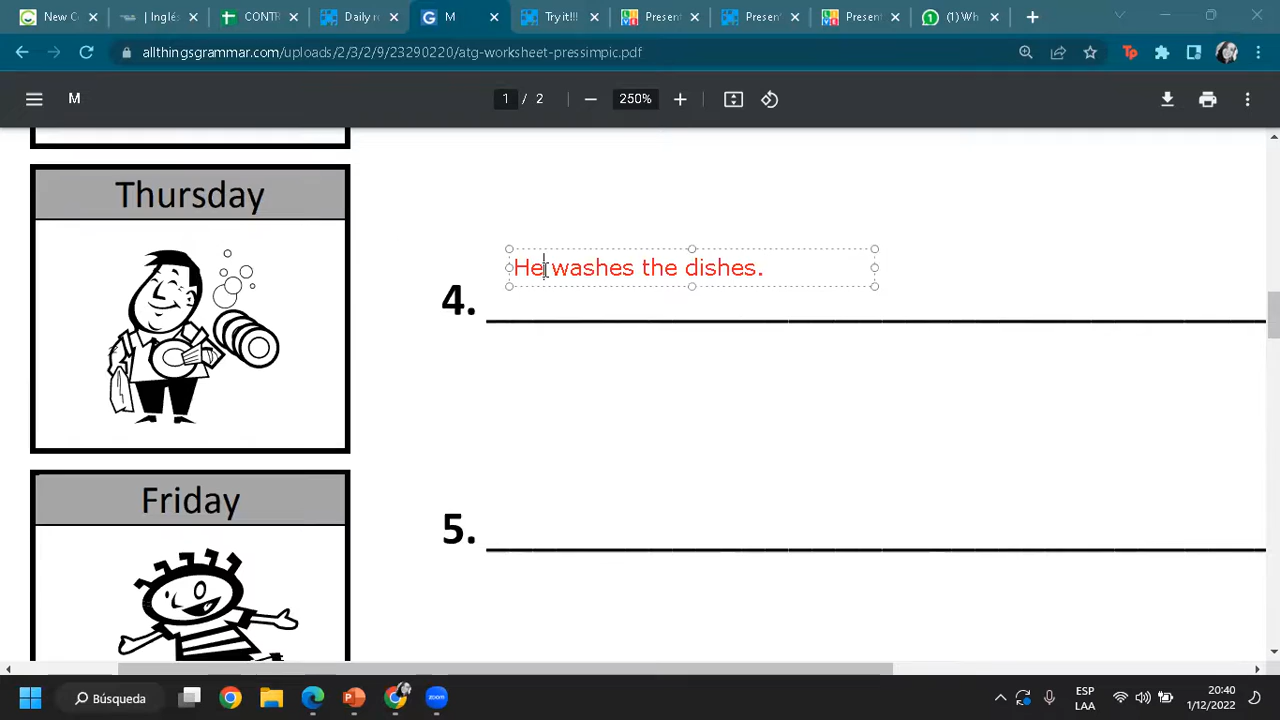 New C
Inglé
CONTR
Daily r
M
Try it!!!
Present
Present
Present
(1) Wh
allthingsgrammar.com/uploads/2/3/2/9/23290220/atg-worksheet-pressimpic.pdf
M
1 / 2
250%
Thursday
He washes the dishes.
4.
Friday
5.
Búsqueda
zoom
ESP
LAA
20:40
1/12/2022